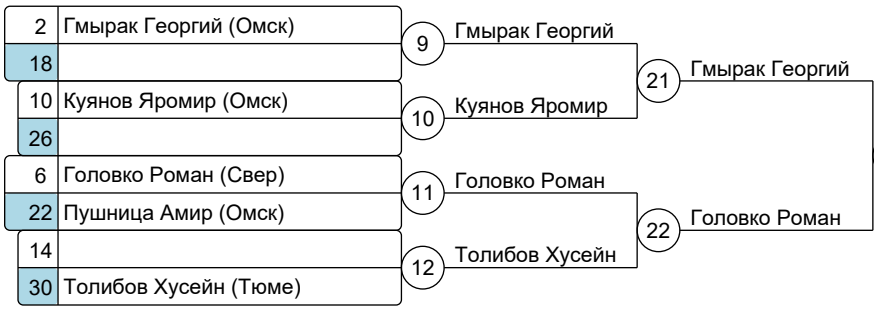 2 Гмырак Георгий (Омск)
18
9 Гмырак Георгий
10 Куянов Яромир (Омск)
26
10 Куянов Яромир
21 Гмырак Георгий
6 Головко Роман (Свер)
22 Пушница Амир (Омск)
11 Головко Роман
14
30 Толибов Хусейн (Тюме)
12 Толибов Хусейн
22 Головко Роман